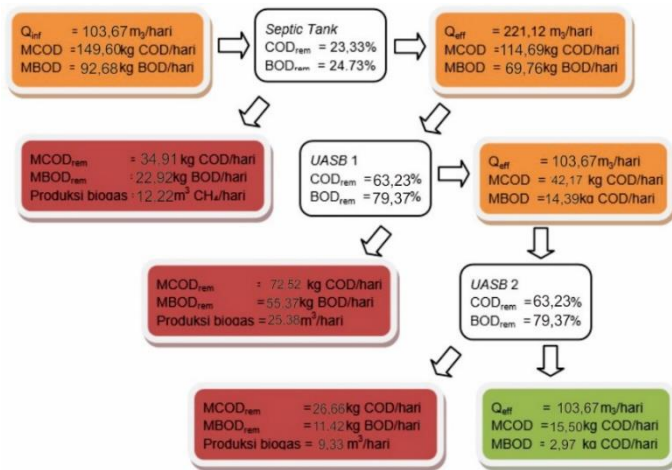 Qinf = 103,67m3/hari
MCOD =149,60kg COD/hari
MBOD = 92,68kg BOD/hari
Septic Tank
CODrem = 23,33%
BODrem = 24.73%
Qeff = 221,12 m3/hari
MCOD =114,69kg COD/hari
MBOD = 69,76kg BOD/hari
MCODrem = 34,91 kg COD/hari
MBODrem = 22,92kg BOD/hari
Produksi biogas = 12,22m3 CH4/hari
UASB 1
CODrem =63,23%
BODrem =79,37%
Qeff = 103,67m3/hari
MCOD = 42,17 kg COD/hari
MBOD =14,39kg COD/hari
MCODrem = 72.52 kg COD/hari
MBODrem = 55,37kg BOD/hari
Produksi biogas =25.38m3/hari
UASB 2
CODrem =63,23%
BODrem =79,37%
MCODrem =26,66kg COD/hari
MBODrem =11.42kg BOD/hari
Produksi biogas = 9,33 m3/hari
Qeff = 103,67m3/hari
MCOD =15,50kg COD/hari
MBOD = 2,97 kg COD/hari